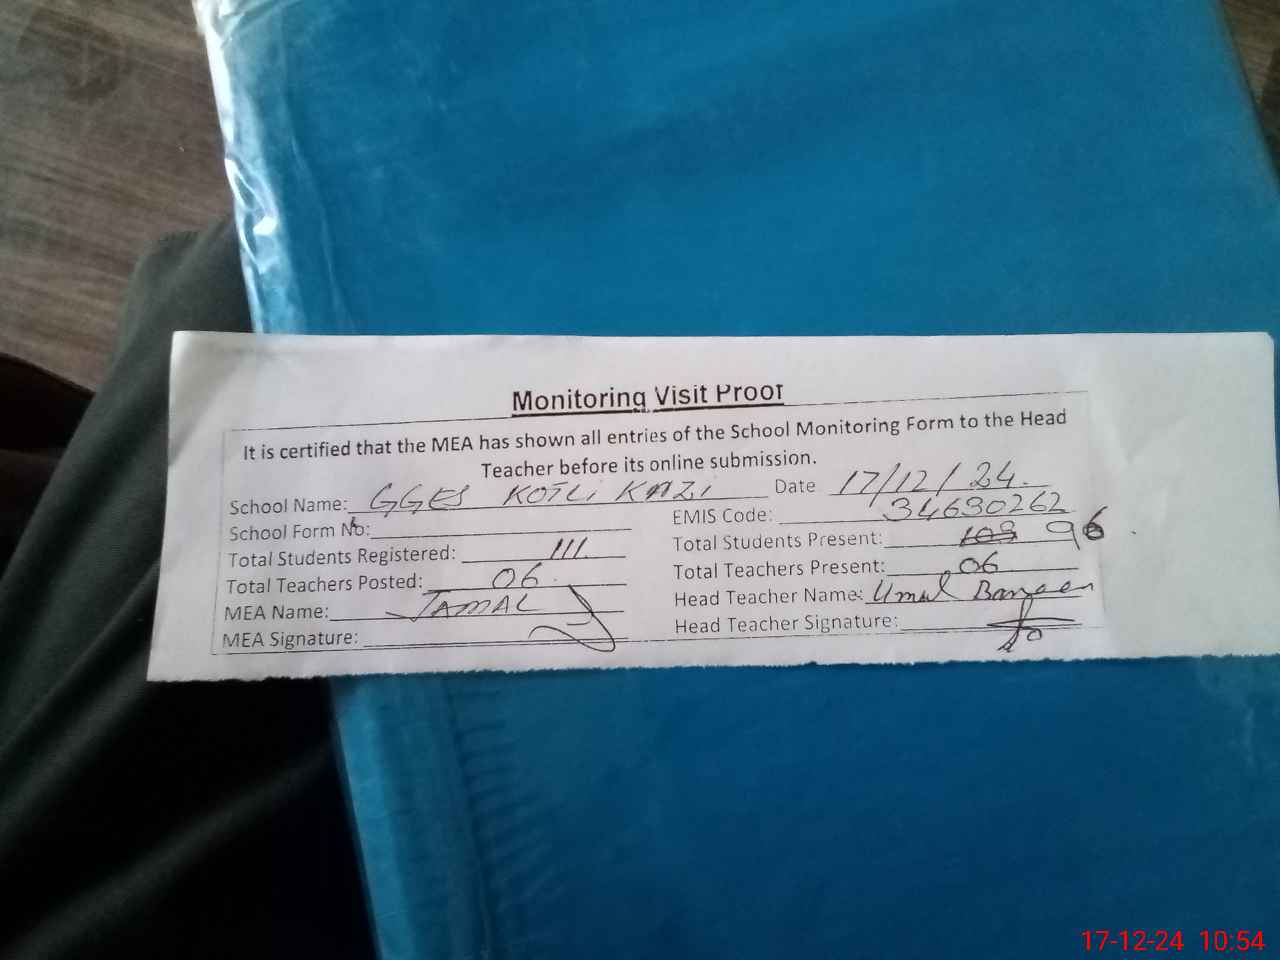 Monitoring Visit Proof
It is certified that the MEA has shown all entries of the School Monitoring Form to the Head
Teacher before its online submission.
School Name: GGES KOTLI KAZI Date 17/12/24.
School Form No: EMIS Code: 34630262
Total Students Registered: 111 Total Students Present: 103 96
Total Teachers Posted: 06 Total Teachers Present: 06
MEA Name: JAMAL Head Teacher Name: Umul
MEA Signature: Head Teacher Signature:
17-12-24 10:54